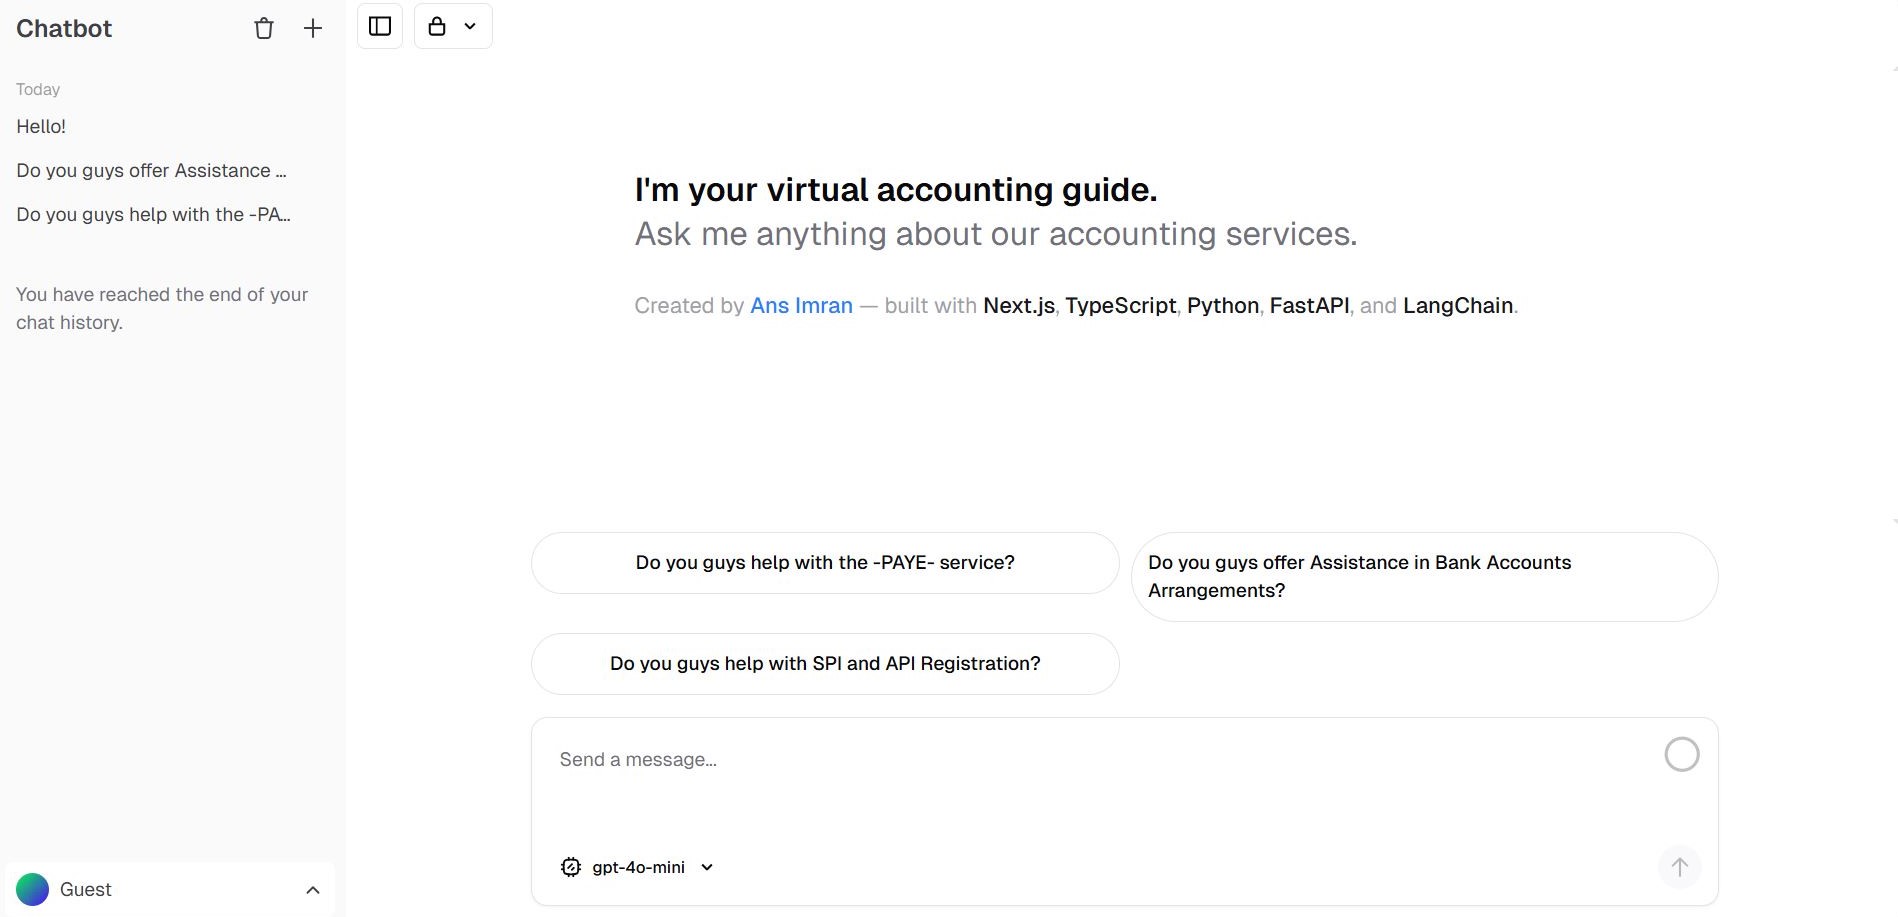 Chatbot
Today
Hello!
Do you guys offer Assistance ...
Do you guys help with the -PA...
You have reached the end of your
chat history.
Guest
I'm your virtual accounting guide.
Ask me anything about our accounting services.
Created by Ans Imran — built with Next.js, TypeScript, Python, FastAPI, and LangChain.
Do you guys help with the -PAYE- service?
Do you guys offer Assistance in Bank Accounts
Arrangements?
Do you guys help with SPI and API Registration?
Send a message...
gpt-4o-mini